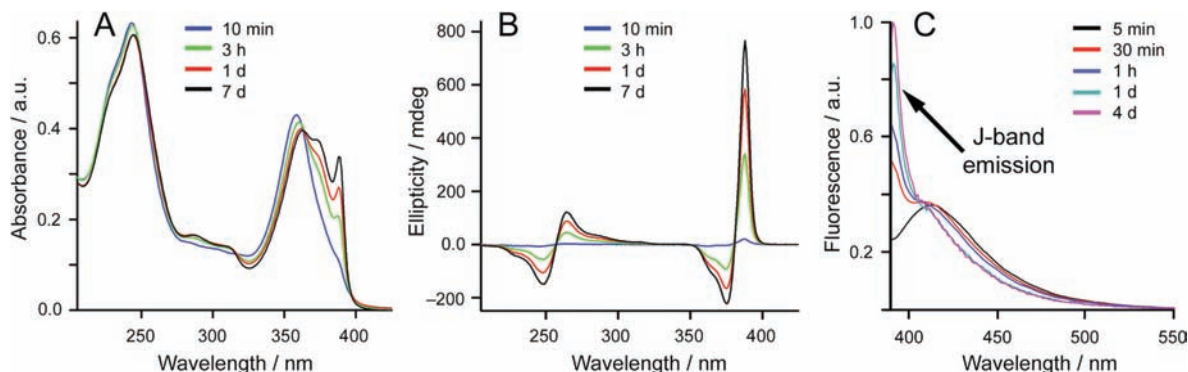 A
10 min
3 h
1 d
7 d
Absorbance / a.u.
0.6
0.4
0.2
0.0
250 300 350 400
Wavelength / nm
B
10 min
3 h
1 d
7 d
Ellipticity / mdeg
800
600
400
200
0.0
−200
250 300 350 400
Wavelength / nm
C
5 min
30 min
1 h
1 d
4 d
J-band
emission
Fluorescence / a.u.
1.0
0.6
0.2
400 450 500 550
Wavelength / nm